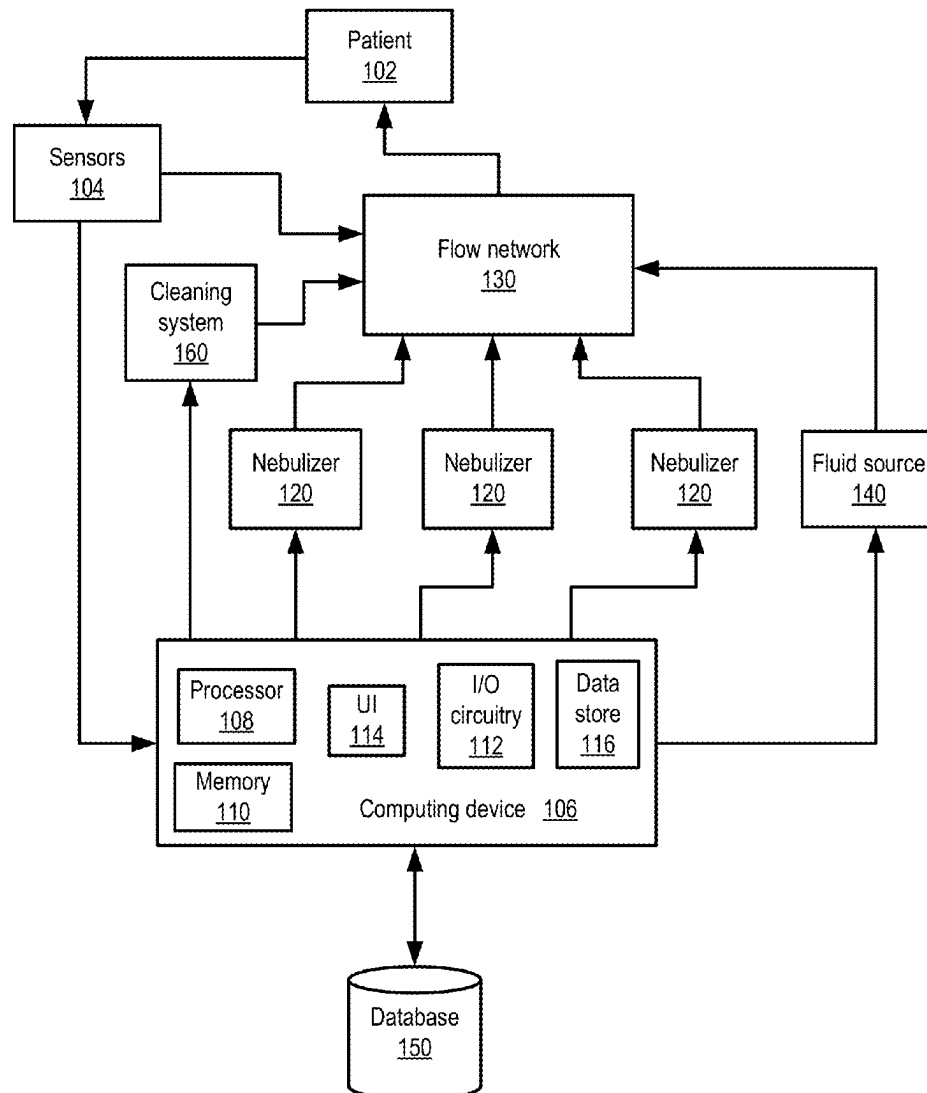 Patient
102
Sensors
104
Flow network
130
Cleaning
system
160
Nebulizer
120
Nebulizer
120
Nebulizer
120
Fluid source
140
Processor
108
UI
114
I/O
circuitry
112
Data
store
116
Memory
110
Computing device 106
Database
150